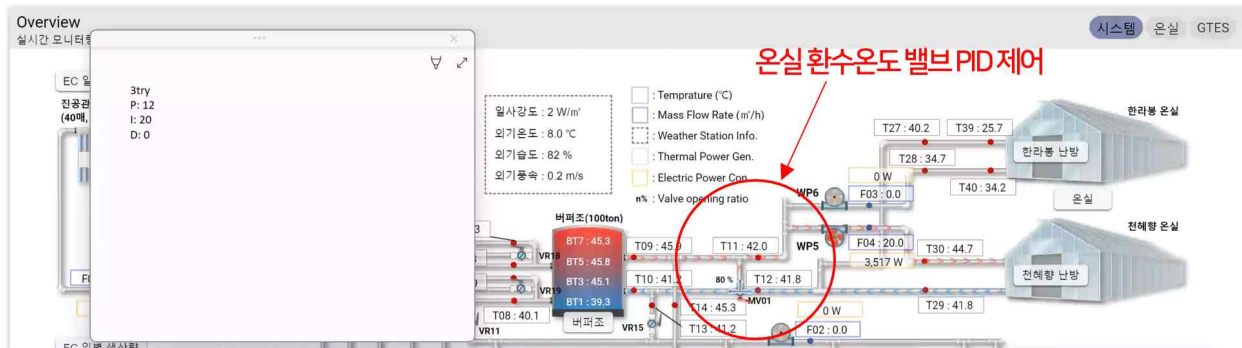 Overview
실시간 모니터링
시스템
온실
GTES
온실 환수온도 밸브 PID 제어
3try
P: 12
I: 20
D: 0
EC 일
진공관
(40매,
일사강도 : 2 W/㎡
외기온도 : 8.0 ℃
외기습도 : 82 %
외기풍속 : 0.2 m/s
: Temprature (℃)
: Mass Flow Rate (㎥/h)
: Weather Station Info.
: Thermal Power Gen.
: Electric Power Con.
n% : Valve opening ratio
T27 : 40.2
T39 : 25.7
한라봉 온실
한라봉 난방
T28 : 34.7
T40 : 34.2
0 W
WP6
F03 : 0.0
온실
버퍼조(100ton)
BT7 : 45.3
BT5 : 45.8
BT3 : 45.1
BT1 : 39.3
버퍼조
VR18
VR19
T08 : 40.1
VR11
T09 : 45.9
T10 : 41.2
T11 : 42.0
80 %
T12 : 41.8
MV01
WP5
F04 : 20.0
3,517 W
T30 : 44.7
천혜향 온실
천혜향 난방
T29 : 41.8
T14 : 45.3
T13 : 41.2
VR15
0 W
F02 : 0.0